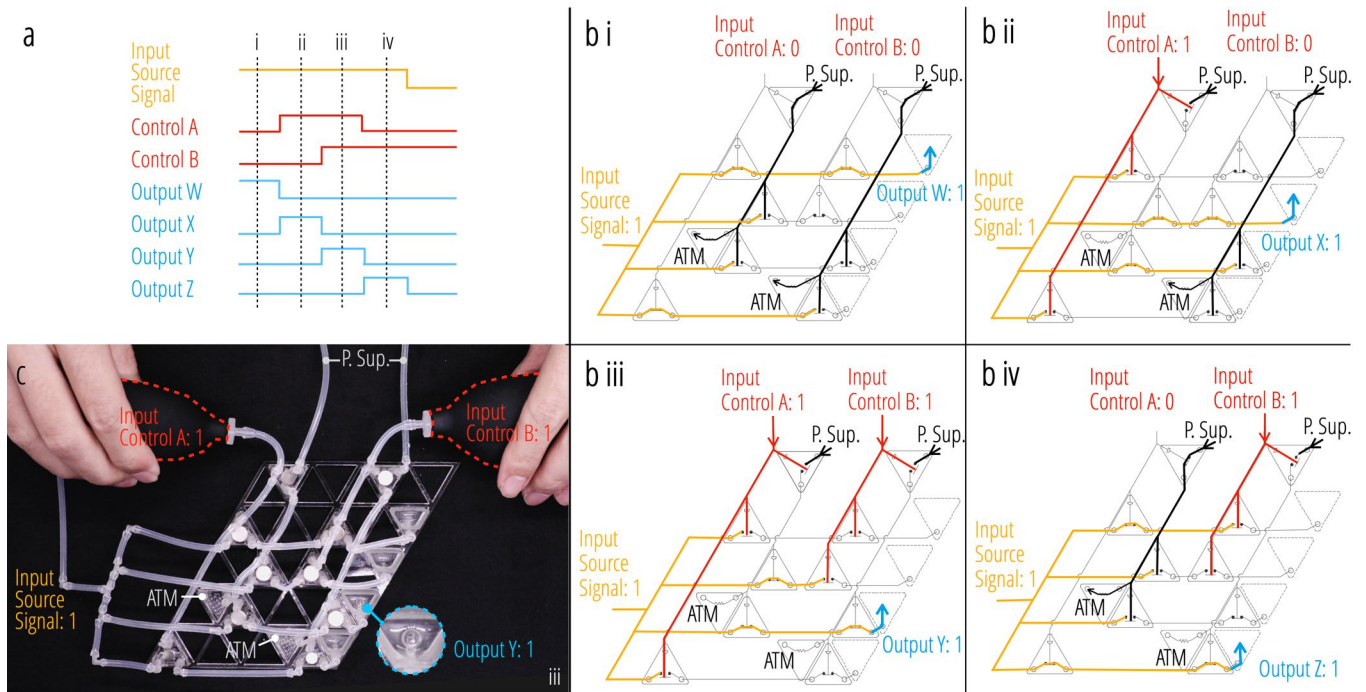 a
i
ii
iii
iv
Input
Source
Signal
Control A
Control B
Output W
Output X
Output Y
Output Z
b i
Input
Control A: 0
Input
Control B: 0
P. Sup.
P. Sup.
Input
Source
Signal: 1
Output W: 1
ATM
ATM
b ii
Input
Control A: 1
Input
Control B: 0
P. Sup.
P. Sup.
Input
Source
Signal: 1
Output X: 1
ATM
ATM
c
P. Sup.
Input
Control A: 1
Input
Control B: 1
Input
Source
Signal: 1
ATM
ATM
Output Y: 1
iii
b iii
Input
Control A: 1
Input
Control B: 1
P. Sup.
P. Sup.
Input
Source
Signal: 1
ATM
ATM
Output Y: 1
b iv
Input
Control A: 0
Input
Control B: 1
P. Sup.
P. Sup.
Input
Source
Signal: 1
ATM
ATM
Output Z: 1